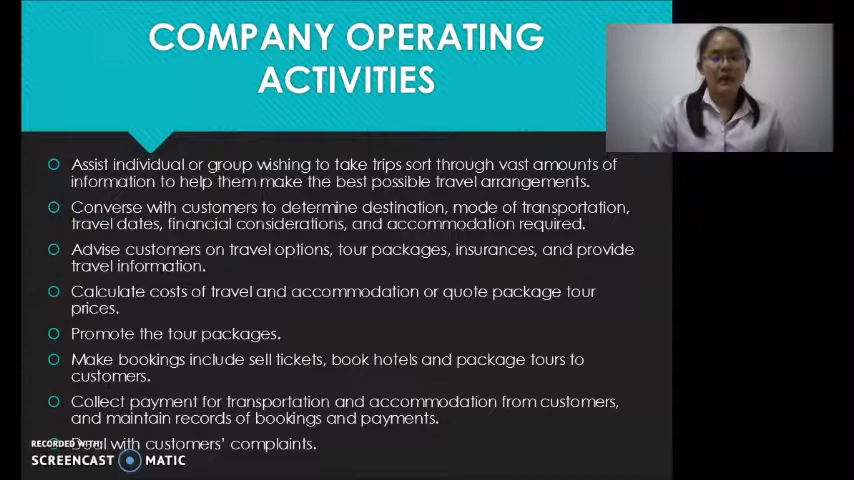 COMPANY OPERATING
ACTIVITIES
Assist individual or group wishing to take trips sort through vast amounts of
information to help them make the best possible travel arrangements.
Converse with customers to determine destination, mode of transportation,
travel dates, financial considerations, and accommodation required.
Advise customers on travel options, tour packages, insurances, and provide
travel information.
Calculate costs of travel and accommodation or quote package tour
prices.
Promote the tour packages.
Make bookings include sell tickets, book hotels and package tours to
customers.
Collect payment for transportation and accommodation from customers,
and maintain records of bookings and payments.
Deal with customers' complaints.
RECORDED WITH
SCREENCAST MATIC